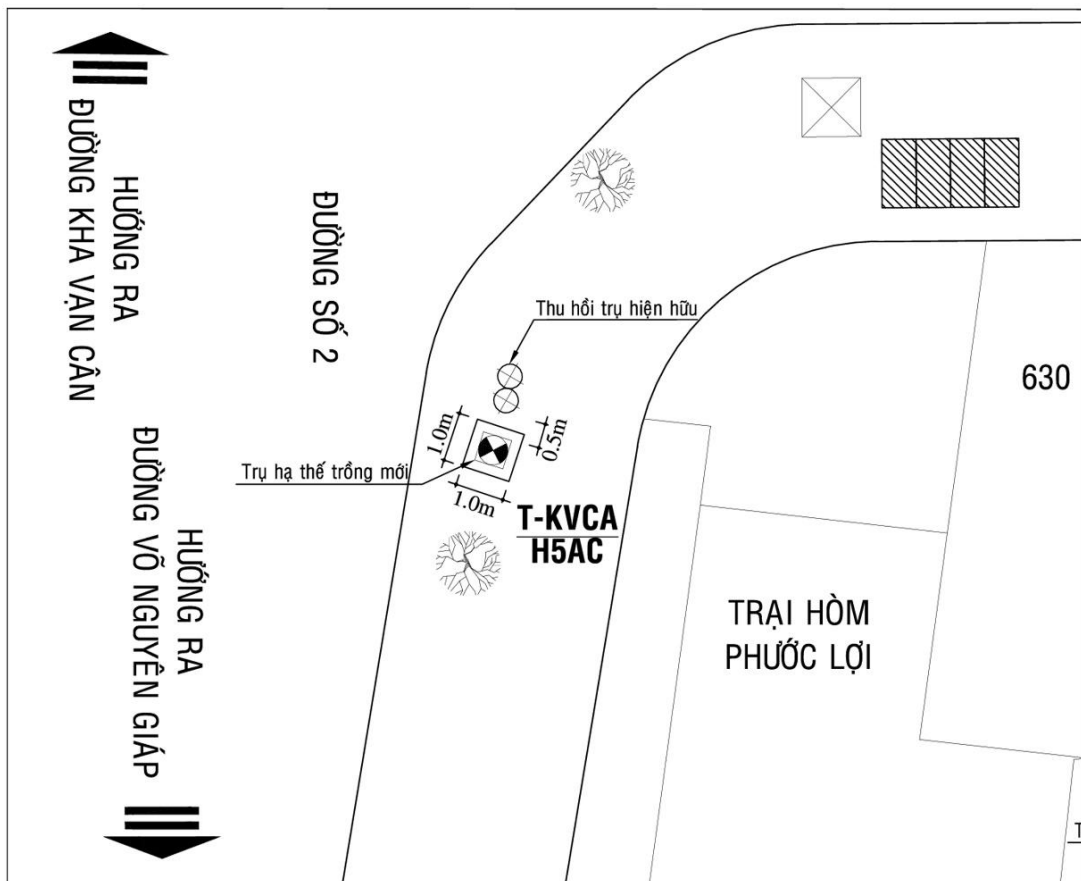 HƯỚNG RA
ĐƯỜNG KHA VẠN CÂN
ĐƯỜNG SỐ 2
HƯỚNG RA
ĐƯỜNG VÕ NGUYÊN GIÁP
Thu hồi trụ hiện hữu
630
1.0m
0.5m
Trụ hạ thế trồng mới
1.0m
T-KVCA
H5AC
TRẠI HÒM
PHƯỚC LỢI
T